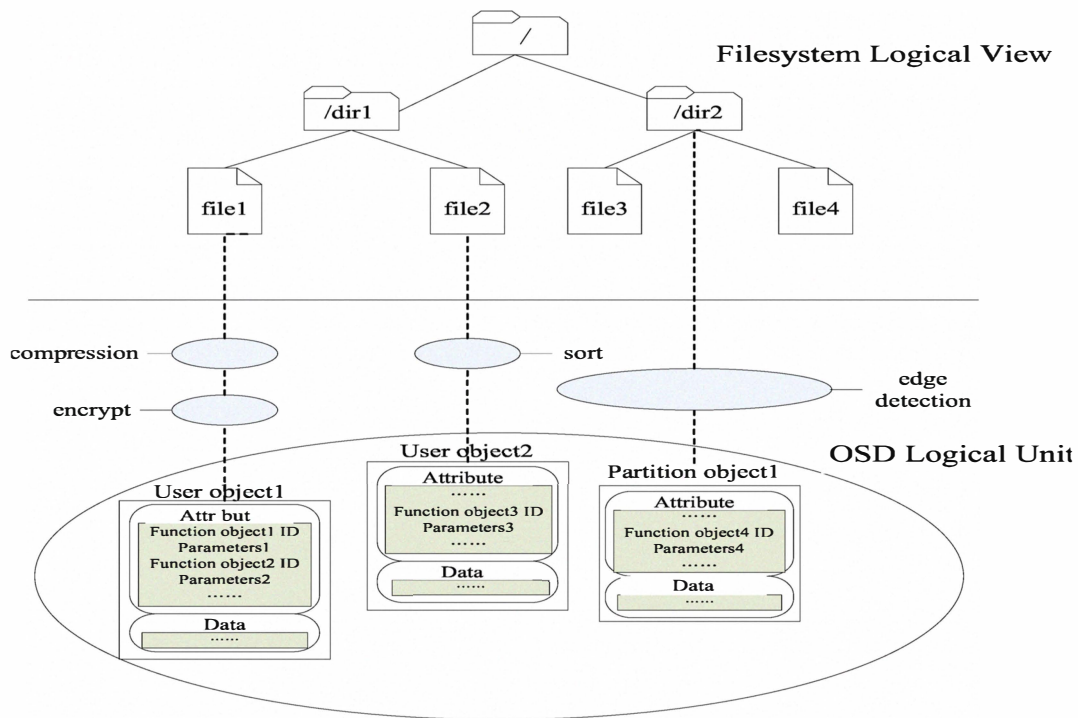 /
Filesystem Logical View
/dir1
/dir2
file1
file2
file3
file4
compression
sort
encrypt
edge
detection
OSD Logical Unit
User object1
Attr but
Function object1 ID
Parameters1
Function object2 ID
Parameters2
......
Data
......
User object2
Attribute
......
Function object3 ID
Parameters3
......
Data
......
Partition object1
Attribute
......
Function object4 ID
Parameters4
......
Data
......